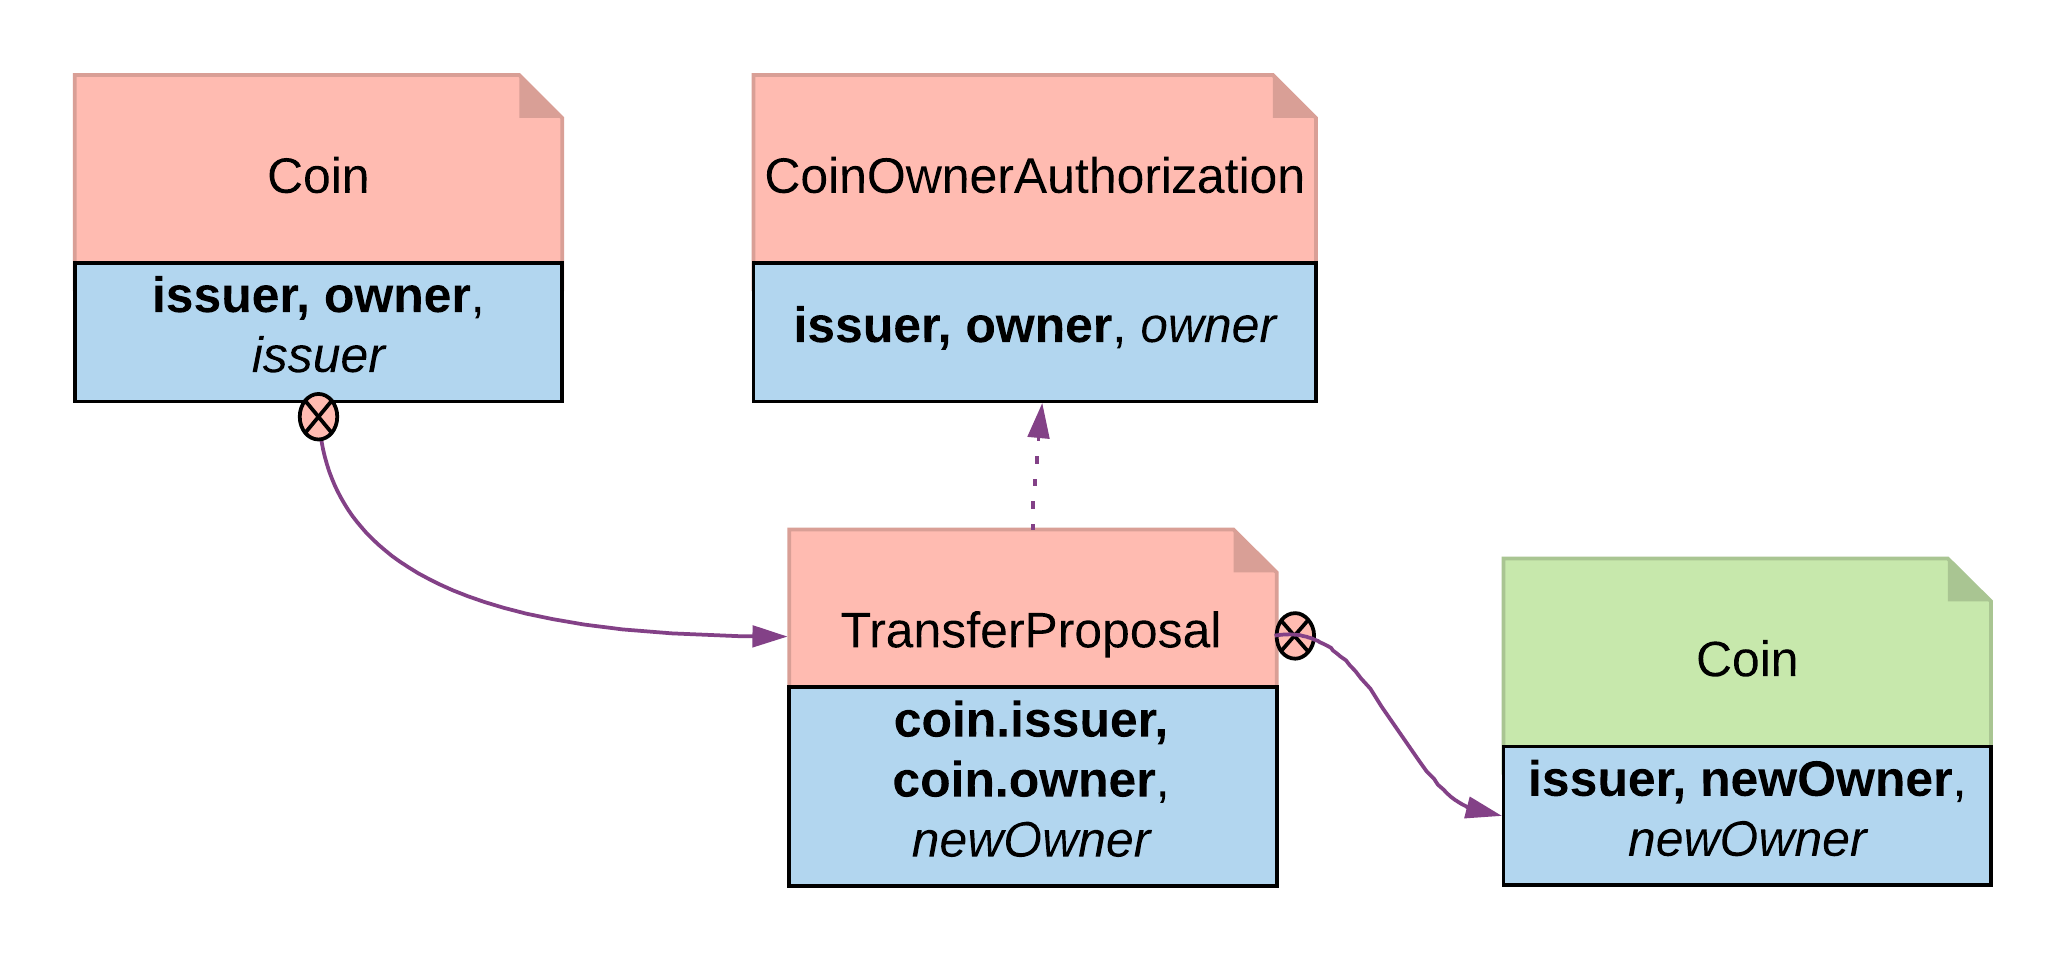 Coin
issuer, owner,
issuer
CoinOwnerAuthorization
issuer, owner, owner
TransferProposal
coin.issuer,
coin.owner,
newOwner
Coin
issuer, newOwner,
newOwner